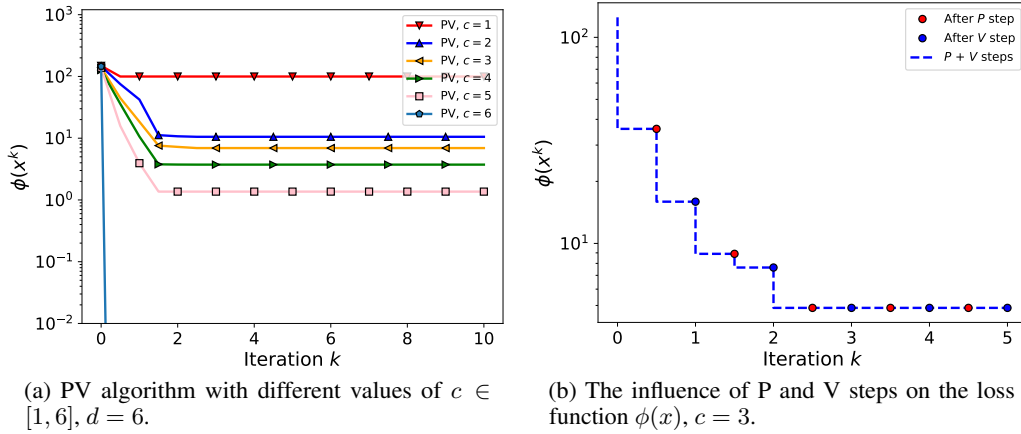 10³
10²
10¹
10⁰
10⁻¹
10⁻²
ϕ(xᵏ)
PV, c = 1
PV, c = 2
PV, c = 3
PV, c = 4
PV, c = 5
PV, c = 6
0 2 4 6 8 10
Iteration k
(a) PV algorithm with different values of c ∈
[1, 6], d = 6.
10²
10¹
ϕ(xᵏ)
After P step
After V step
P + V steps
0 1 2 3 4 5
Iteration k
(b) The influence of P and V steps on the loss
function ϕ(x), c = 3.